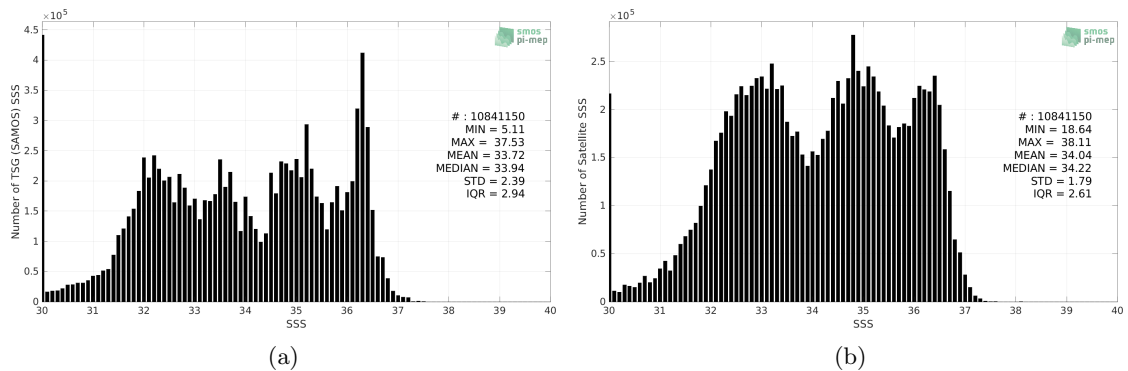 ×10⁵
4.5
4
3.5
3
2.5
2
1.5
1
0.5
0
Number of TSG (SAMOS) SSS
smos
pi-mep
# : 10841150
MIN = 5.11
MAX = 37.53
MEAN = 33.72
MEDIAN = 33.94
STD = 2.39
IQR = 2.94
30 31 32 33 34 35 36 37 38 39 40
SSS
(a)
×10⁵
2.5
2
1.5
1
0.5
0
Number of Satellite SSS
smos
pi-mep
# : 10841150
MIN = 18.64
MAX = 38.11
MEAN = 34.04
MEDIAN = 34.22
STD = 1.79
IQR = 2.61
30 31 32 33 34 35 36 37 38 39 40
SSS
(b)